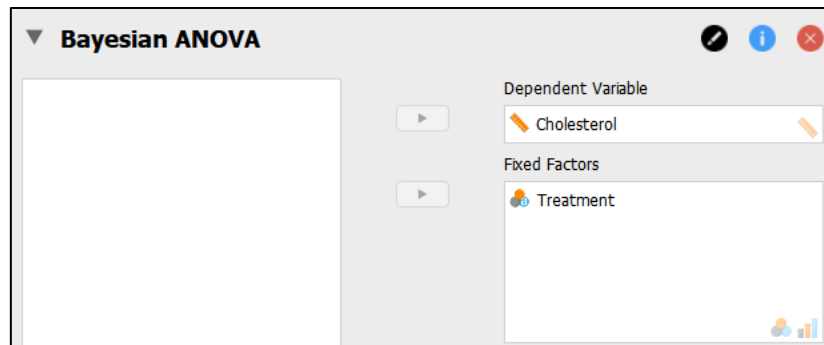 Bayesian ANOVA
Dependent Variable
Cholesterol
Fixed Factors
Treatment